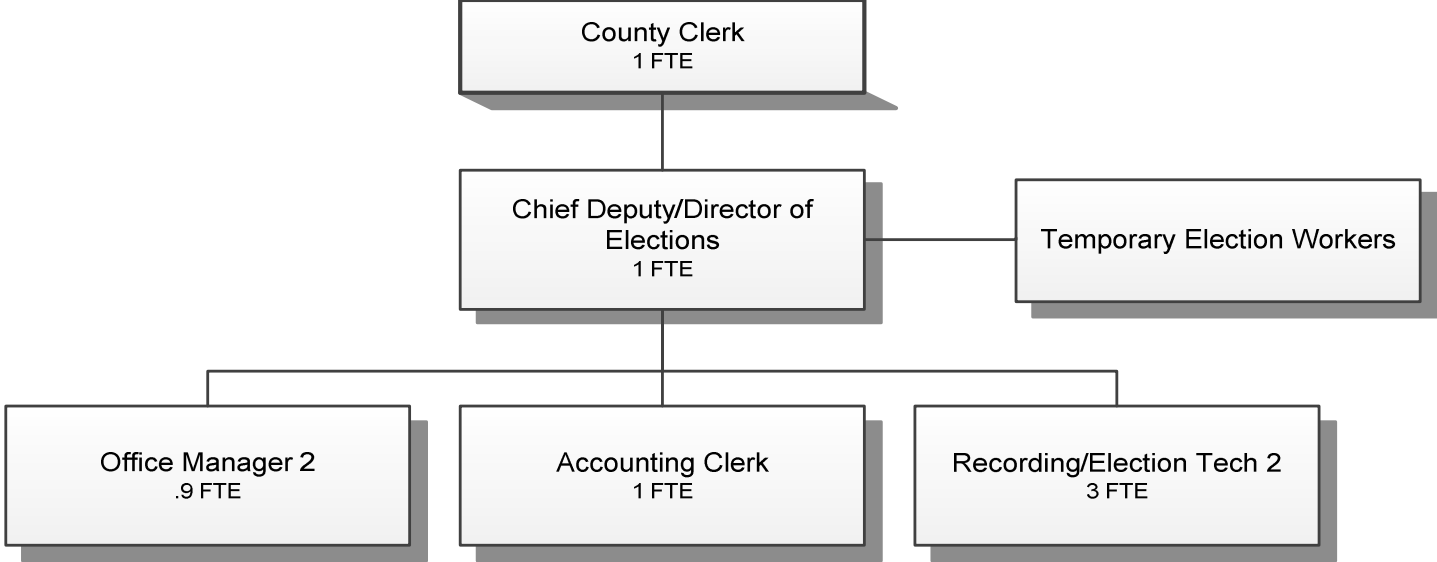 County Clerk
1 FTE
Chief Deputy/Director of
Elections
1 FTE
Temporary Election Workers
Office Manager 2
.9 FTE
Accounting Clerk
1 FTE
Recording/Election Tech 2
3 FTE